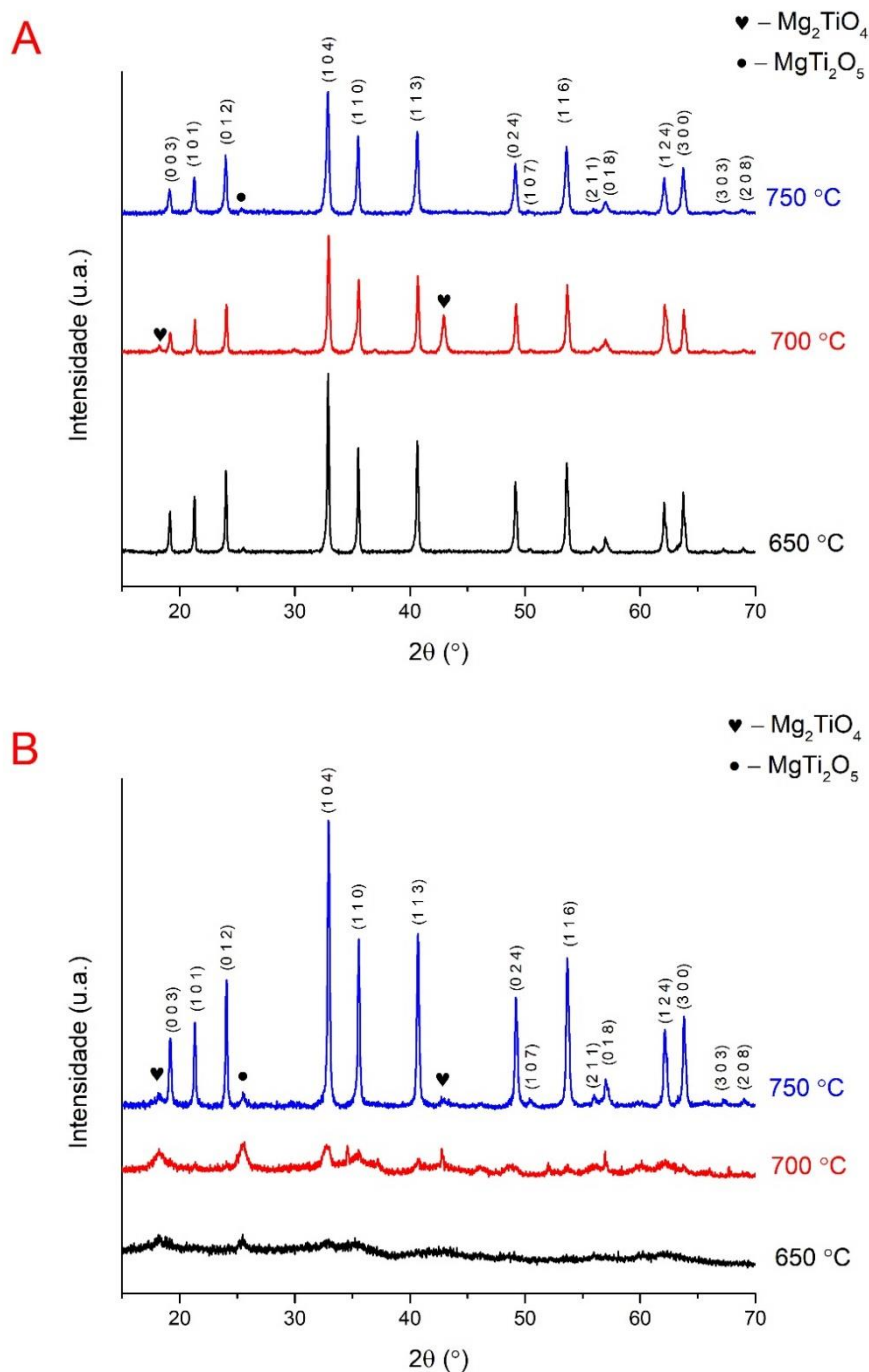 A
♥ – Mg₂TiO₄
● – MgTi₂O₅
(0 0 3)
(1 0 1)
(0 1 2)
(1 0 4)
(1 1 0)
(1 1 3)
(0 2 4)
(1 0 7)
(1 1 6)
(2 1 1)
(0 1 8)
(1 2 4)
(3 0 0)
(3 0 3)
(2 0 8)
750 °C
700 °C
650 °C
Intensidade (u.a.)
20 30 40 50 60 70
2θ (°)
B
♥ – Mg₂TiO₄
● – MgTi₂O₅
(0 0 3)
(1 0 1)
(0 1 2)
(1 0 4)
(1 1 0)
(1 1 3)
(0 2 4)
(1 0 7)
(1 1 6)
(2 1 1)
(0 1 8)
(1 2 4)
(3 0 0)
(3 0 3)
(2 0 8)
750 °C
700 °C
650 °C
Intensidade (u.a.)
20 30 40 50 60 70
2θ (°)